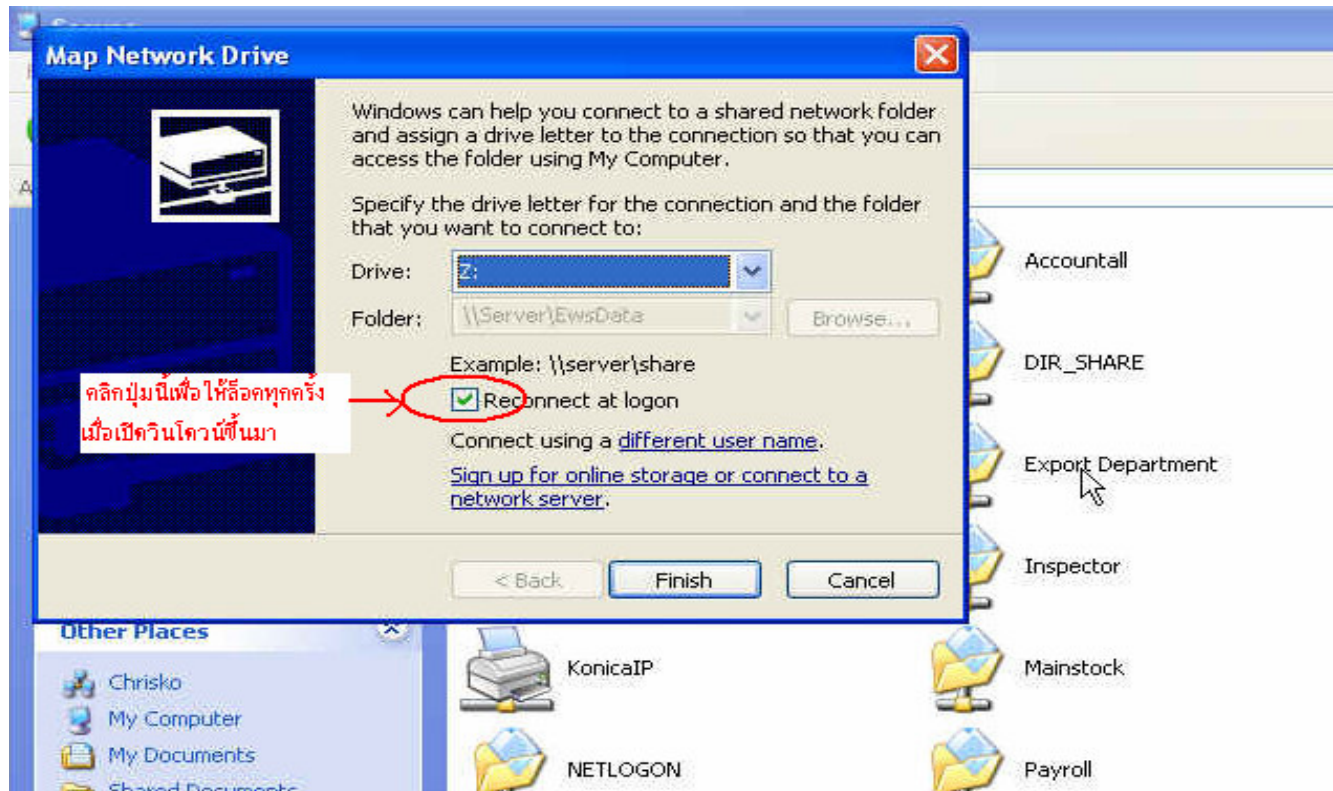 Map Network Drive
Windows can help you connect to a shared network folder
and assign a drive letter to the connection so that you can
access the folder using My Computer.
Specify the drive letter for the connection and the folder
that you want to connect to:
Drive: Z:
Folder: \\Server\EwsData Browse...
Example: \\server\share
คลิกปุ่มนี้เพื่อให้ล็อคทุกครั้ง
เมื่อเปิดวินโดวน์ขึ้นมา
Reconnect at logon
Connect using a different user name.
Sign up for online storage or connect to a
network server.
< Back Finish Cancel
Accountall
DIR_SHARE
Export Department
Inspector
Other Places
Chrisko
My Computer
My Documents
Shared Documents
KonicaIP
Mainstock
NETLOGON
Payroll